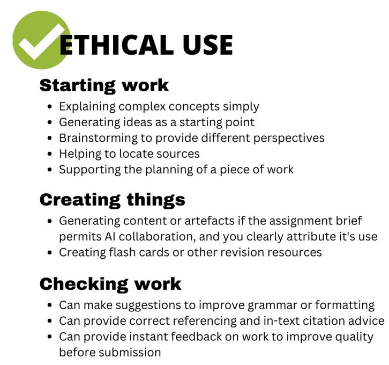 ETHICAL USE
Starting work
• Explaining complex concepts simply
• Generating ideas as a starting point
• Brainstorming to provide different perspectives
• Helping to locate sources
• Supporting the planning of a piece of work
Creating things
• Generating content or artefacts if the assignment brief
permits AI collaboration, and you clearly attribute it's use
• Creating flash cards or other revision resources
Checking work
• Can make suggestions to improve grammar or formatting
• Can provide correct referencing and in-text citation advice
• Can provide instant feedback on work to improve quality
before submission